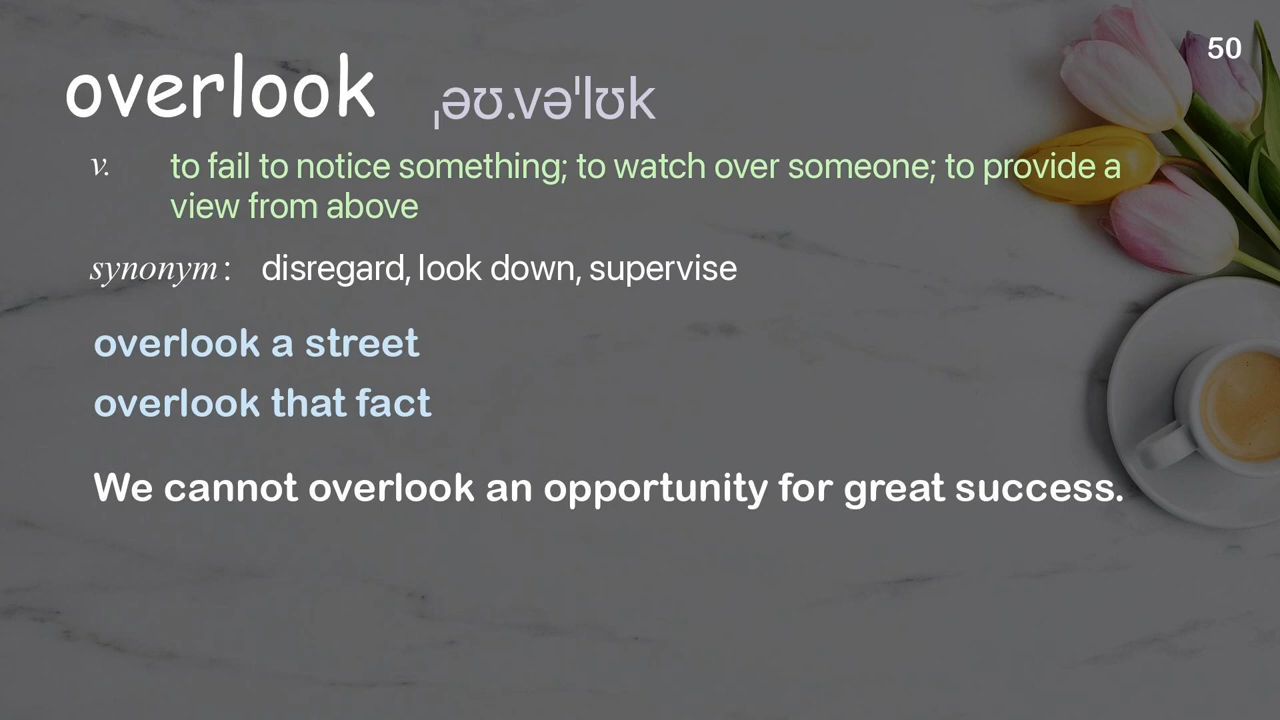 50
overlook ˌəʊ.vəˈlʊk
v. to fail to notice something; to watch over someone; to provide a
view from above
synonym: disregard, look down, supervise
overlook a street
overlook that fact
We cannot overlook an opportunity for great success.